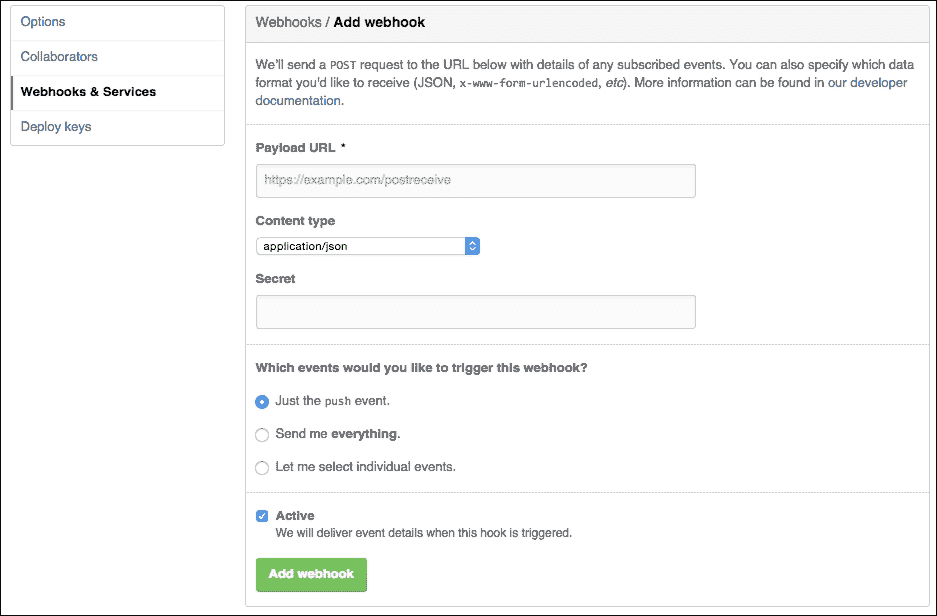 Options
Collaborators
Webhooks & Services
Deploy keys
Webhooks / Add webhook
We'll send a POST request to the URL below with details of any subscribed events. You can also specify which data
format you'd like to receive (JSON, x-www-form-urlencoded, etc). More information can be found in our developer
documentation.
Payload URL *
https://example.com/postreceive
Content type
application/json
Secret
Which events would you like to trigger this webhook?
Just the push event.
Send me everything.
Let me select individual events.
Active
We will deliver event details when this hook is triggered.
Add webhook